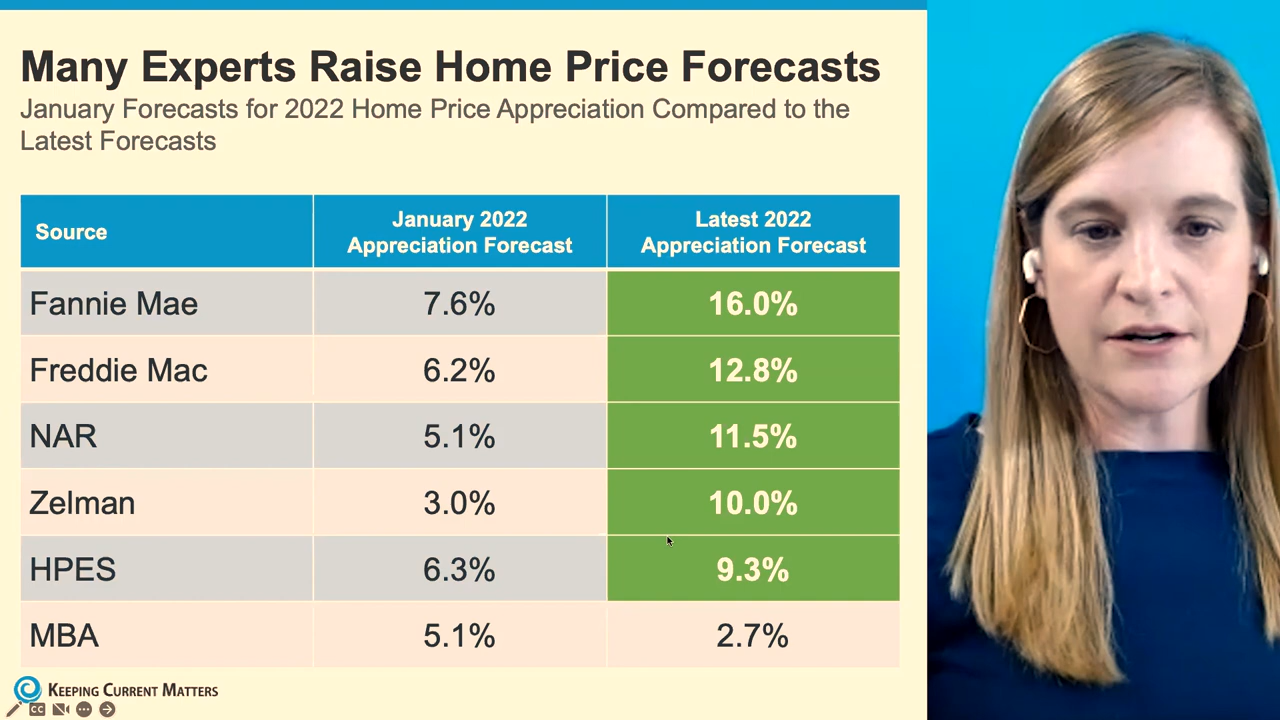 Many Experts Raise Home Price Forecasts
January Forecasts for 2022 Home Price Appreciation Compared to the
Latest Forecasts
Source
January 2022
Appreciation Forecast
Latest 2022
Appreciation Forecast
Fannie Mae 7.6% 16.0%
Freddie Mac 6.2% 12.8%
NAR 5.1% 11.5%
Zelman 3.0% 10.0%
HPES 6.3% 9.3%
MBA 5.1% 2.7%
KEEPING CURRENT MATTERS
CC